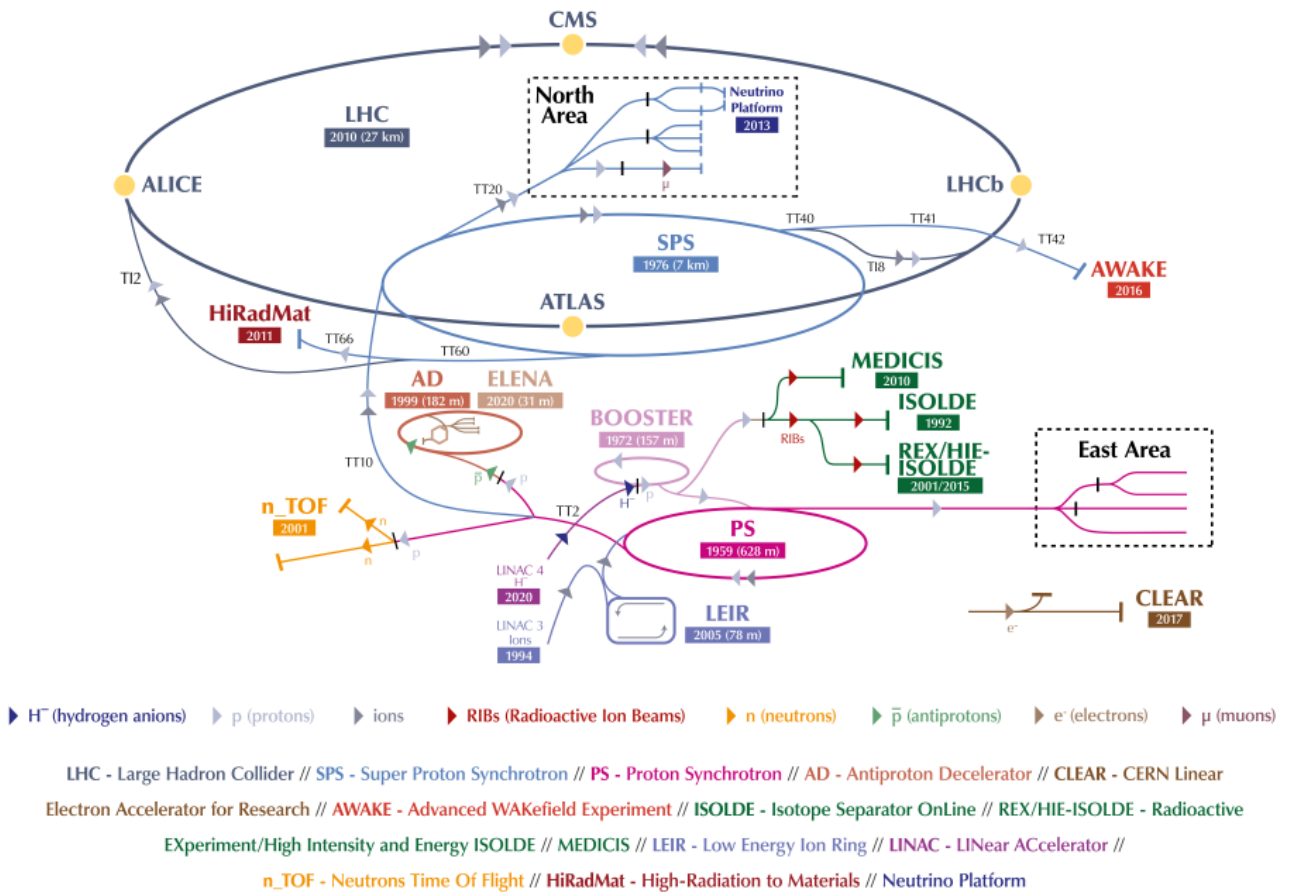 CMS
North
Area
Neutrino
Platform
2013
LHC
2010 (27 km)
ALICE
LHCb
TT20
μ
TT40
TT41
TT42
SPS
1976 (7 km)
TI8
AWAKE
2016
TI2
ATLAS
HiRadMat
2011
TT66
TT60
AD
1999 (182 m)
ELENA
2020 (31 m)
MEDICIS
2010
BOOSTER
1972 (157 m)
ISOLDE
1992
RIBs
REX/HIE-
ISOLDE
2001/2015
East Area
TT10
p̅
p
H⁻
p
TT2
n_TOF
2001
n
n
p
PS
1959 (628 m)
LINAC 4
H⁻
2020
LINAC 3
Ions
1994
LEIR
2005 (78 m)
e⁻
CLEAR
2017
H⁻ (hydrogen anions) p (protons) ions RIBs (Radioactive Ion Beams) n (neutrons) p̅ (antiprotons) e⁻ (electrons) μ (muons)
LHC - Large Hadron Collider // SPS - Super Proton Synchrotron // PS - Proton Synchrotron // AD - Antiproton Decelerator // CLEAR - CERN Linear
Electron Accelerator for Research // AWAKE - Advanced WAKefield Experiment // ISOLDE - Isotope Separator OnLine // REX/HIE-ISOLDE - Radioactive
EXperiment/High Intensity and Energy ISOLDE // MEDICIS // LEIR - Low Energy Ion Ring // LINAC - LINear ACcelerator //
n_TOF - Neutrons Time Of Flight // HiRadMat - High-Radiation to Materials // Neutrino Platform